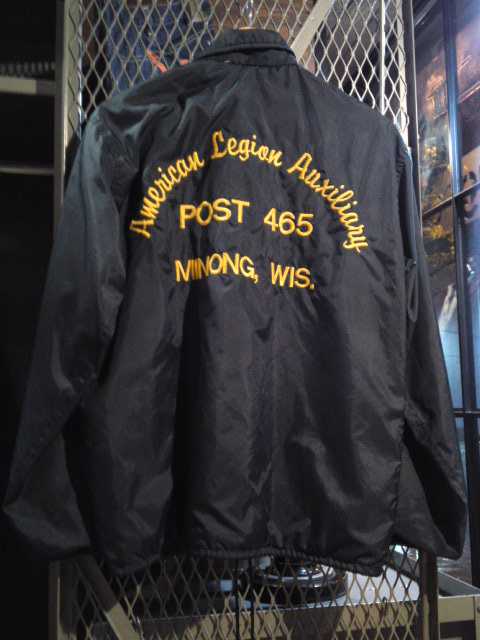 American Legion Auxiliary
POST 465
MINONG, WIS.